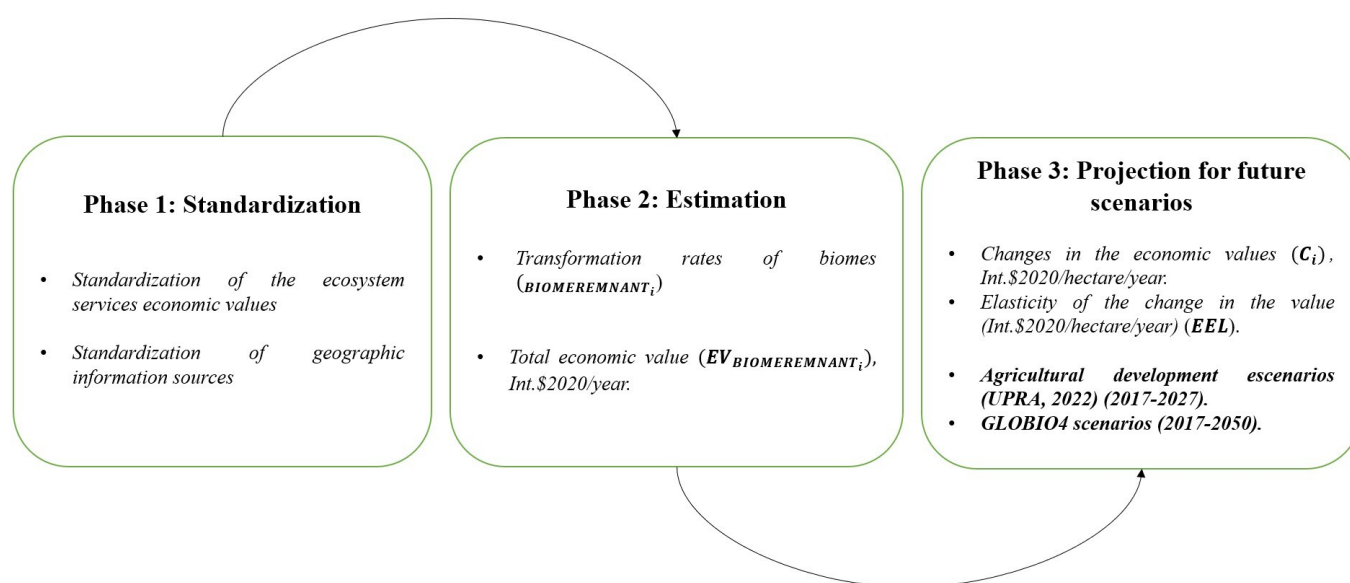 Phase 1: Standardization
• Standardization of the ecosystem
services economic values
• Standardization of geographic
information sources
Phase 2: Estimation
• Transformation rates of biomes
(BIOMEREMNANTi)
• Total economic value (EVBIOMEREMNANTi),
Int.$2020/year.
Phase 3: Projection for future
scenarios
• Changes in the economic values (Ci),
Int.$2020/hectare/year.
• Elasticity of the change in the value
(Int.$2020/hectare/year) (EEL).
• Agricultural development escenarios
(UPRA, 2022) (2017-2027).
• GLOBIO4 scenarios (2017-2050).